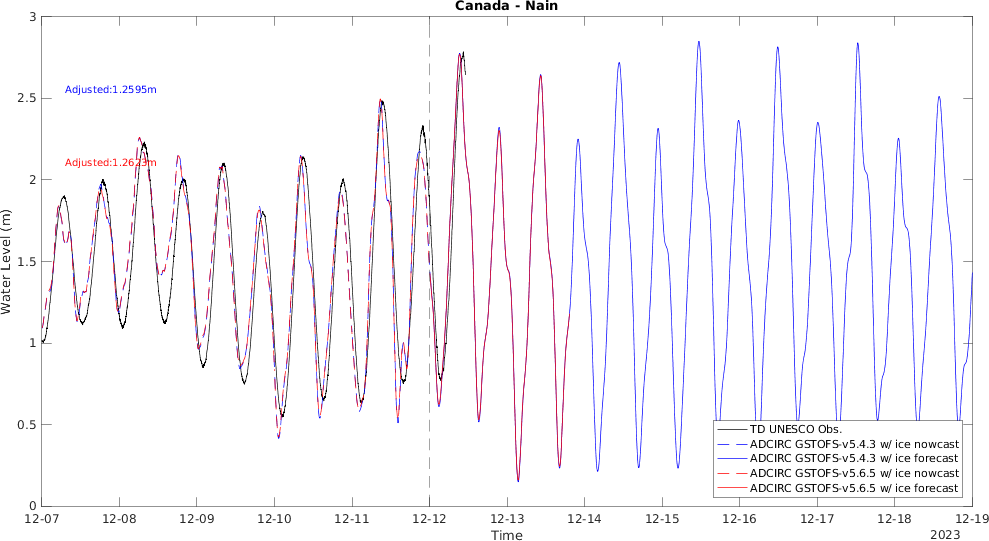 Canada - Nain
3
2.5
2
1.5
1
0.5
0
Water Level (m)
Adjusted:1.2595m
Adjusted:1.2623m
TD UNESCO Obs.
ADCIRC GSTOFS-v5.4.3 w/ ice nowcast
ADCIRC GSTOFS-v5.4.3 w/ ice forecast
ADCIRC GSTOFS-v5.6.5 w/ ice nowcast
ADCIRC GSTOFS-v5.6.5 w/ ice forecast
12-07 12-08 12-09 12-10 12-11 12-12 12-13 12-14 12-15 12-16 12-17 12-18 12-19
Time
2023